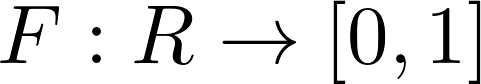 F : R → [0, 1]